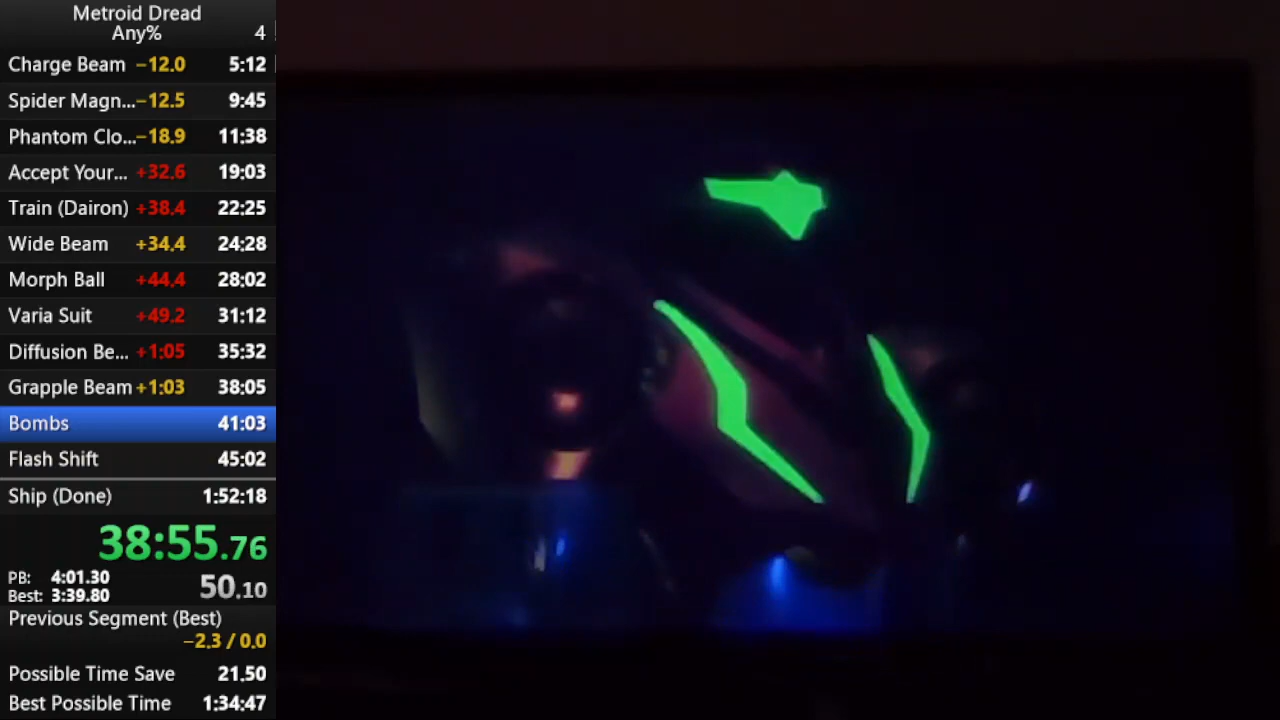 Metroid Dread
Any% 4
Charge Beam −12.0 5:12
Spider Magn... −12.5 9:45
Phantom Clo... −18.9 11:38
Accept Your... +32.6 19:03
Train (Dairon) +38.4 22:25
Wide Beam +34.4 24:28
Morph Ball +44.4 28:02
Varia Suit +49.2 31:12
Diffusion Be... +1:05 35:32
Grapple Beam +1:03 38:05
Bombs 41:03
Flash Shift 45:02
Ship (Done) 1:52:18
38:55.76
PB: 4:01.30 50.10
Best: 3:39.80
Previous Segment (Best)
−2.3 / 0.0
Possible Time Save 21.50
Best Possible Time 1:34:47